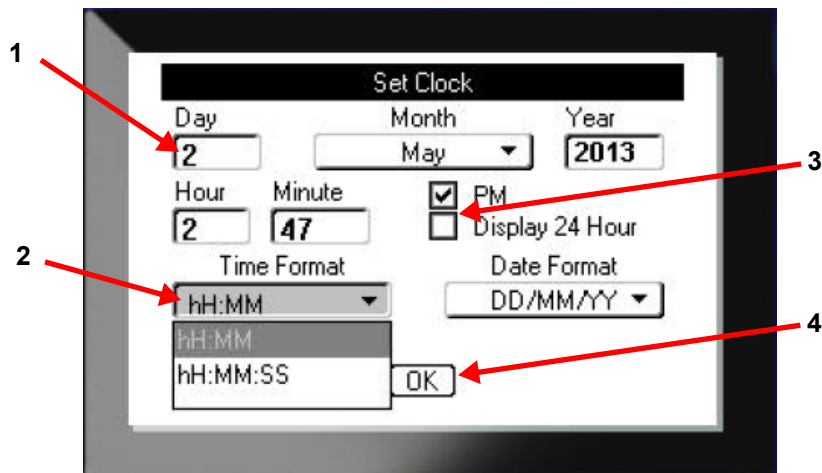 Set Clock
Day Month Year
2 May 2013
Hour Minute PM
2 47 Display 24 Hour
Time Format Date Format
hH:MM DD/MM/YY
hH:MM
hH:MM:SS
OK
1
2
3
4